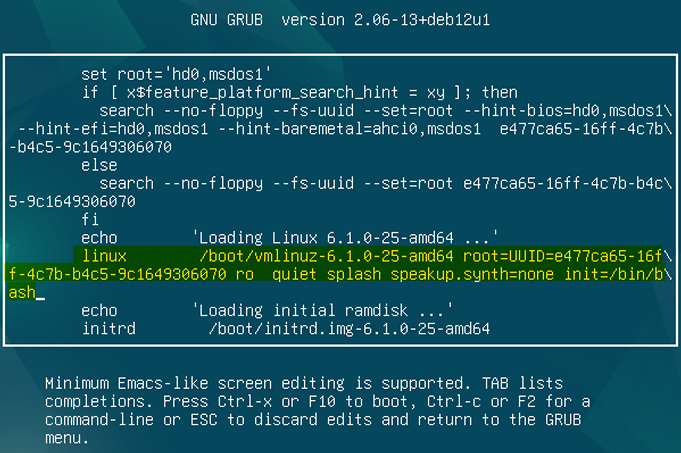 GNU GRUB  version 2.06-13+deb12u1
set root='hd0,msdos1'
if [ x$feature_platform_search_hint = xy ]; then
search --no-floppy --fs-uuid --set=root --hint-bios=hd0,msdos1\
--hint-efi=hd0,msdos1 --hint-baremetal=ahci0,msdos1  e477ca65-16ff-4c7b\
-b4c5-9c1649306070
else
search --no-floppy --fs-uuid --set=root e477ca65-16ff-4c7b-b4c\
5-9c1649306070
fi
echo    'Loading Linux 6.1.0-25-amd64 ...'
linux   /boot/vmlinuz-6.1.0-25-amd64 root=UUID=e477ca65-16f\
f-4c7b-b4c5-9c1649306070 ro  quiet splash speakup.synth=none init=/bin/b\
ash
echo    'Loading initial ramdisk ...'
initrd  /boot/initrd.img-6.1.0-25-amd64
Minimum Emacs-like screen editing is supported. TAB lists
completions. Press Ctrl-x or F10 to boot, Ctrl-c or F2 for a
command-line or ESC to discard edits and return to the GRUB
menu.